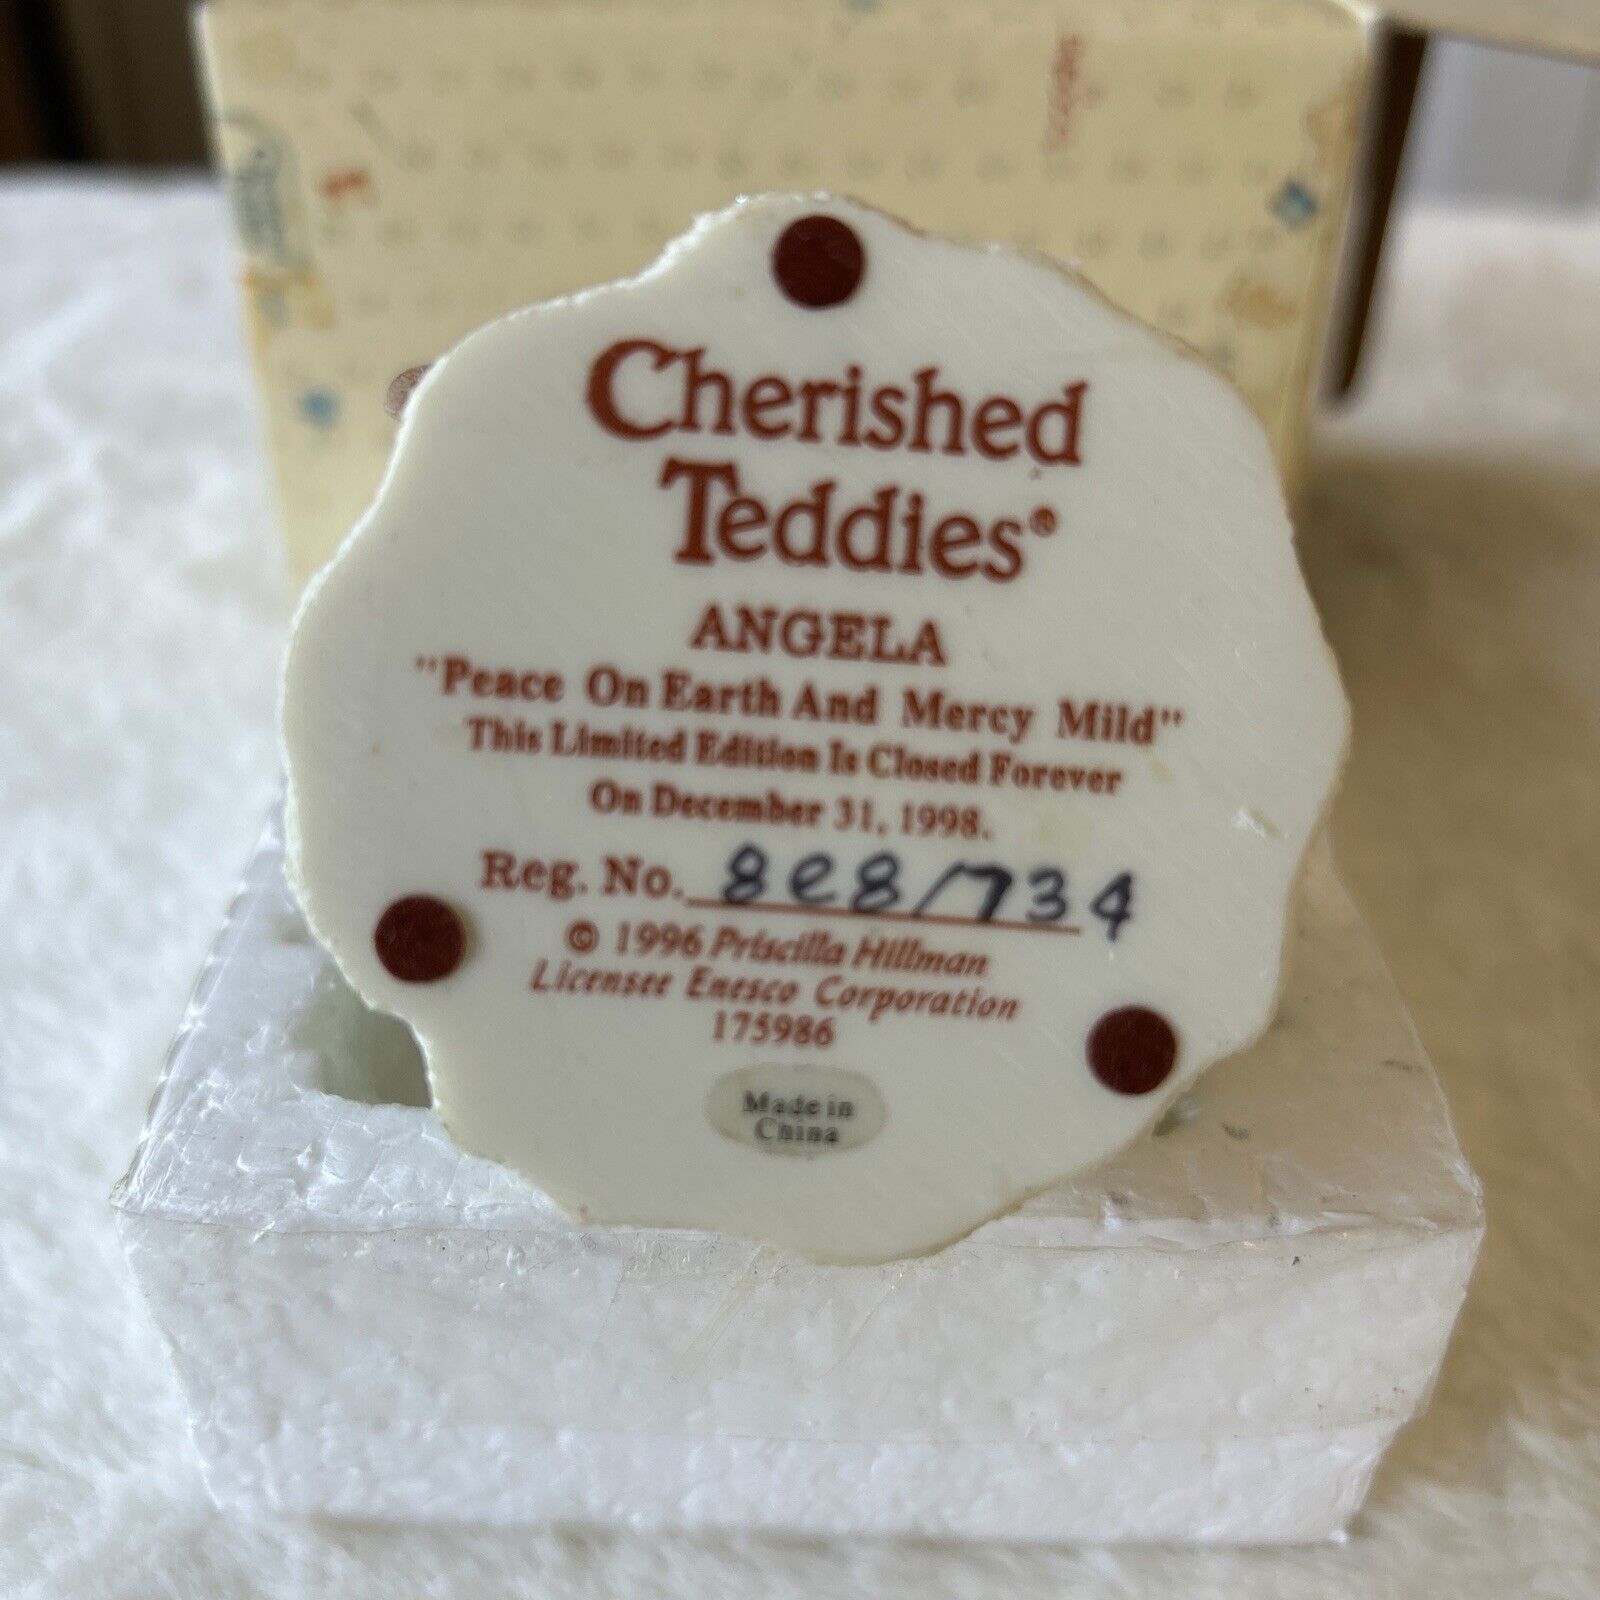 Cherished
Teddies®
ANGELA
"Peace On Earth And Mercy Mild"
This Limited Edition Is Closed Forever
On December 31, 1998.
Reg. No. 8e8/734
© 1996 Priscilla Hillman
Licensee Enesco Corporation
175986
Made in
China